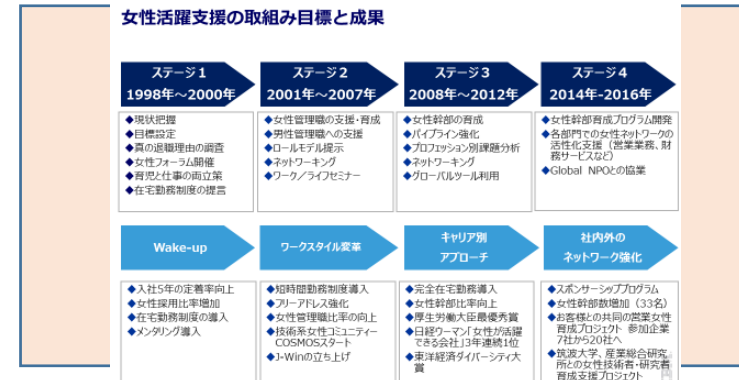 女性活躍支援の取組み目標と成果
ステージ1
1998年～2000年
ステージ2
2001年～2007年
ステージ3
2008年～2012年
ステージ4
2014年-2016年
◆現状把握
◆目標設定
◆真の退職理由の調査
◆女性フォーラム開催
◆育児と仕事の両立策
◆在宅勤務制度の提言
◆女性管理職の支援・育成
◆男性管理職への支援
◆ロールモデル提示
◆ネットワーキング
◆ワーク／ライフセミナー
◆女性幹部の育成
◆パイプライン強化
◆プロフェッション別課題分析
◆ネットワーキング
◆グローバルツール利用
◆女性幹部育成プログラム開発
◆各部門での女性ネットワークの
活性化支援（営業業務、財
務サービスなど）
◆Global NPOとの協業
Wake-up
ワークスタイル変革
キャリア別
アプローチ
社内外の
ネットワーク強化
◆入社5年の定着率向上
◆女性採用比率増加
◆在宅勤務制度の導入
◆メンタリング導入
◆短時間勤務制度導入
◆フリーアドレス強化
◆女性管理職比率の向上
◆技術系女性コミュニティー
COSMOSスタート
◆J-Winの立ち上げ
◆完全在宅勤務導入
◆女性幹部比率向上
◆厚生労働大臣最優秀賞
◆日経ウーマン「女性が活躍
できる会社」3年連続1位
◆東洋経済ダイバーシティ大
賞
◆スポンサーシッププログラム
◆女性幹部数増加（33名）
◆お客様との共同の営業女性
育成プロジェクト 参加企業
7社から20社へ
◆筑波大学、産業総合研究
所との女性技術者・研究者
育成支援プロジェクト